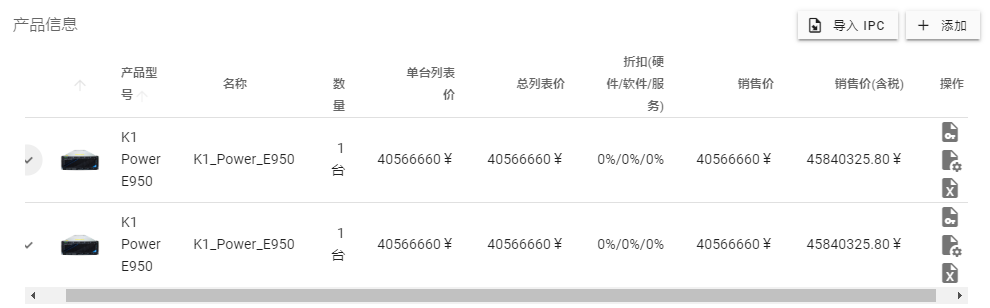 产品信息
导入 IPC
添加
产品型号
名称
数量
单台列表价
总列表价
折扣(硬件/软件/服务)
销售价
销售价(含税)
操作
K1 Power E950
K1_Power_E950
1 台
40566660 ¥
40566660 ¥
0%/0%/0%
40566660 ¥
45840325.80 ¥
K1 Power E950
K1_Power_E950
1 台
40566660 ¥
40566660 ¥
0%/0%/0%
40566660 ¥
45840325.80 ¥